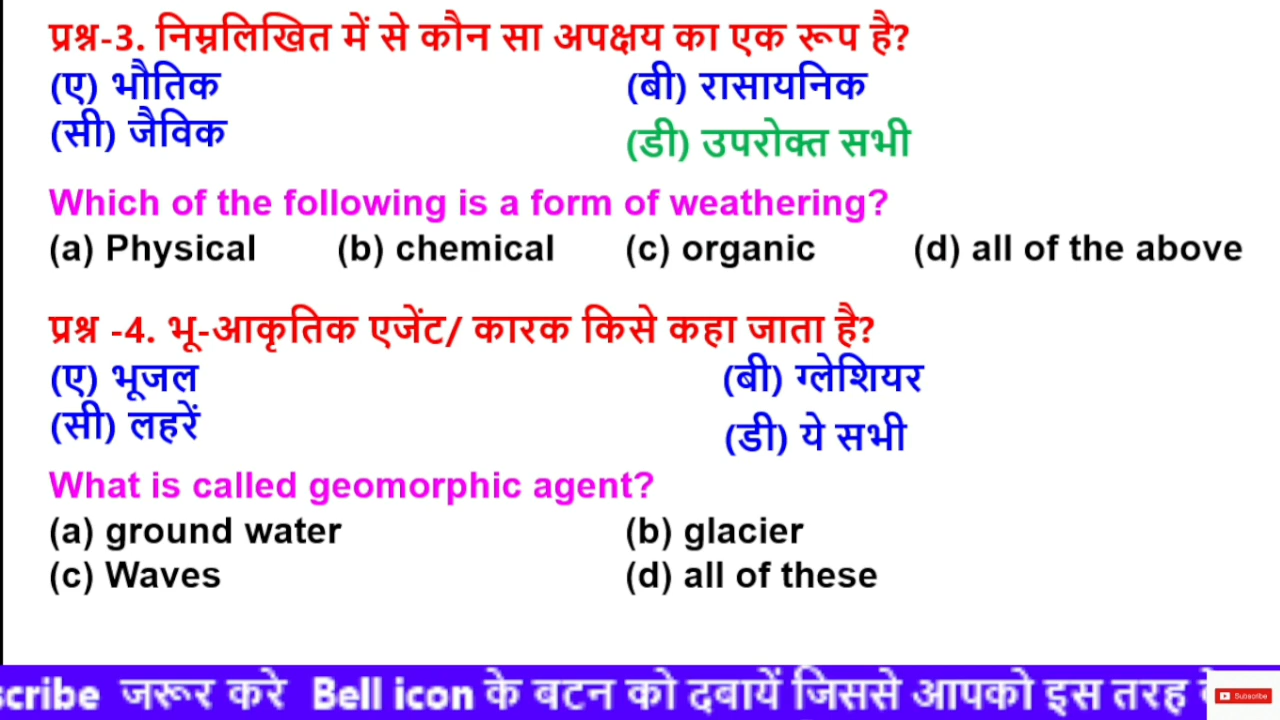 प्रश्न-3. निम्नलिखित में से कौन सा अपक्षय का एक रूप है?
(ए) भौतिक (बी) रासायनिक
(सी) जैविक (डी) उपरोक्त सभी
Which of the following is a form of weathering?
(a) Physical (b) chemical (c) organic (d) all of the above
प्रश्न -4. भू-आकृतिक एजेंट/ कारक किसे कहा जाता है?
(ए) भूजल (बी) ग्लेशियर
(सी) लहरें (डी) ये सभी
What is called geomorphic agent?
(a) ground water (b) glacier
(c) Waves (d) all of these
scribe जरूर करे Bell icon के बटन को दबायें जिससे आपको इस तरह
Subscribe